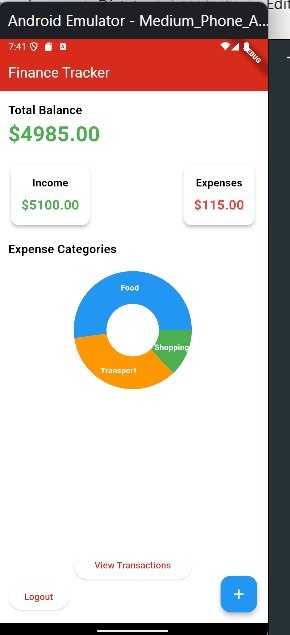 Edit
Android Emulator - Medium_Phone_A...
7:41
DEBUG
Finance Tracker
Total Balance
$4985.00
Income
Expenses
$5100.00
$115.00
Expense Categories
Food
Shopping
Transport
View Transactions
Logout
+